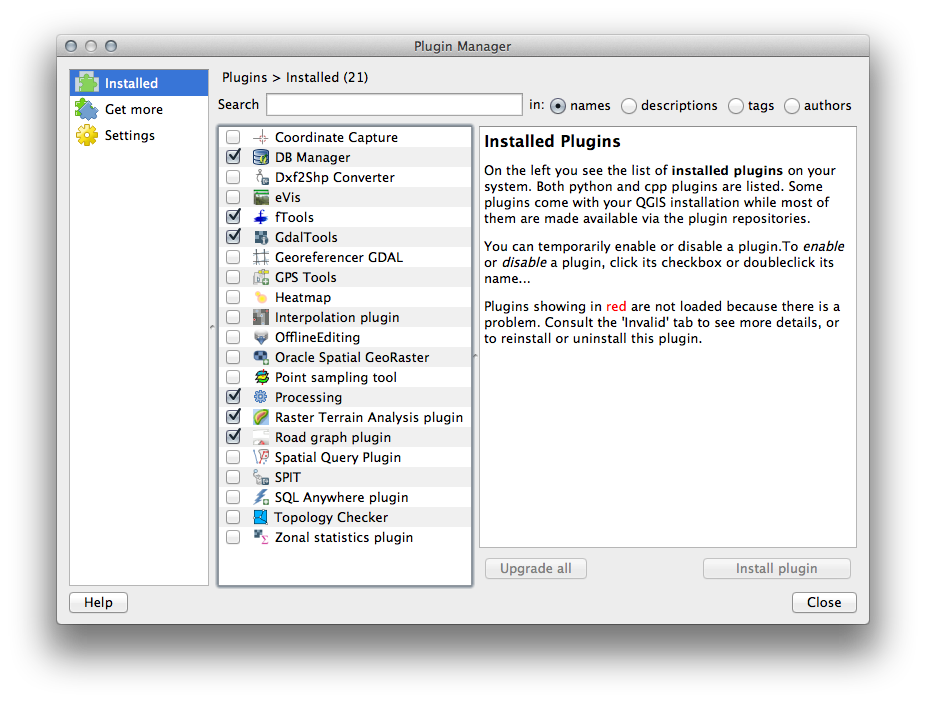 Plugin Manager
Installed
Get more
Settings
Plugins > Installed (21)
Search
in: names descriptions tags authors
Coordinate Capture
DB Manager
Dxf2Shp Converter
eVis
fTools
GdalTools
Georeferencer GDAL
GPS Tools
Heatmap
Interpolation plugin
OfflineEditing
Oracle Spatial GeoRaster
Point sampling tool
Processing
Raster Terrain Analysis plugin
Road graph plugin
Spatial Query Plugin
SPIT
SQL Anywhere plugin
Topology Checker
Zonal statistics plugin
Installed Plugins
On the left you see the list of installed plugins on your
system. Both python and cpp plugins are listed. Some
plugins come with your QGIS installation while most of
them are made available via the plugin repositories.
You can temporarily enable or disable a plugin.To enable
or disable a plugin, click its checkbox or doubleclick its
name...
Plugins showing in red are not loaded because there is a
problem. Consult the 'Invalid' tab to see more details, or
to reinstall or uninstall this plugin.
Upgrade all
Install plugin
Help
Close